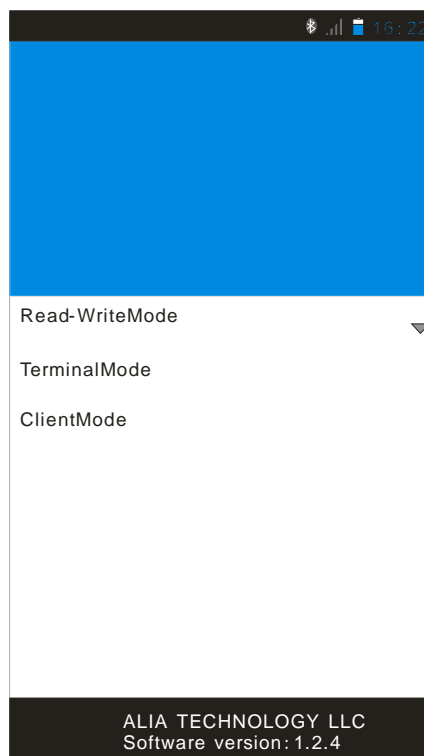 16:22
Read-WriteMode
TerminalMode
ClientMode
ALIA TECHNOLOGY LLC
Software version:1.2.4